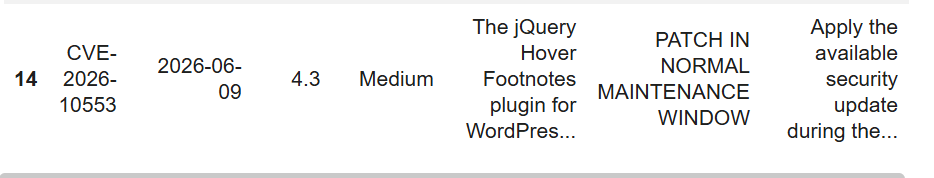 14
CVE-
2026-
10553
2026-06-
09
4.3
Medium
The jQuery
Hover
Footnotes
plugin for
WordPres...
PATCH IN
NORMAL
MAINTENANCE
WINDOW
Apply the
available
security
update
during the...